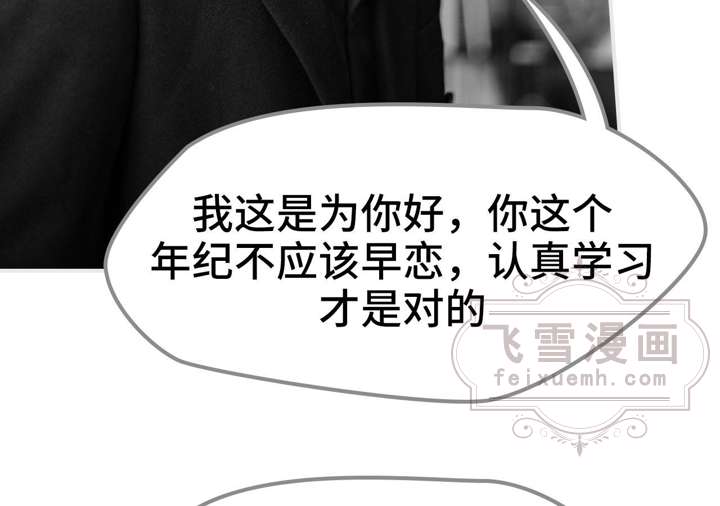 我这是为你好，你这个
年纪不应该早恋，认真学习
才是对的
飞雪漫画
feixuemh.com